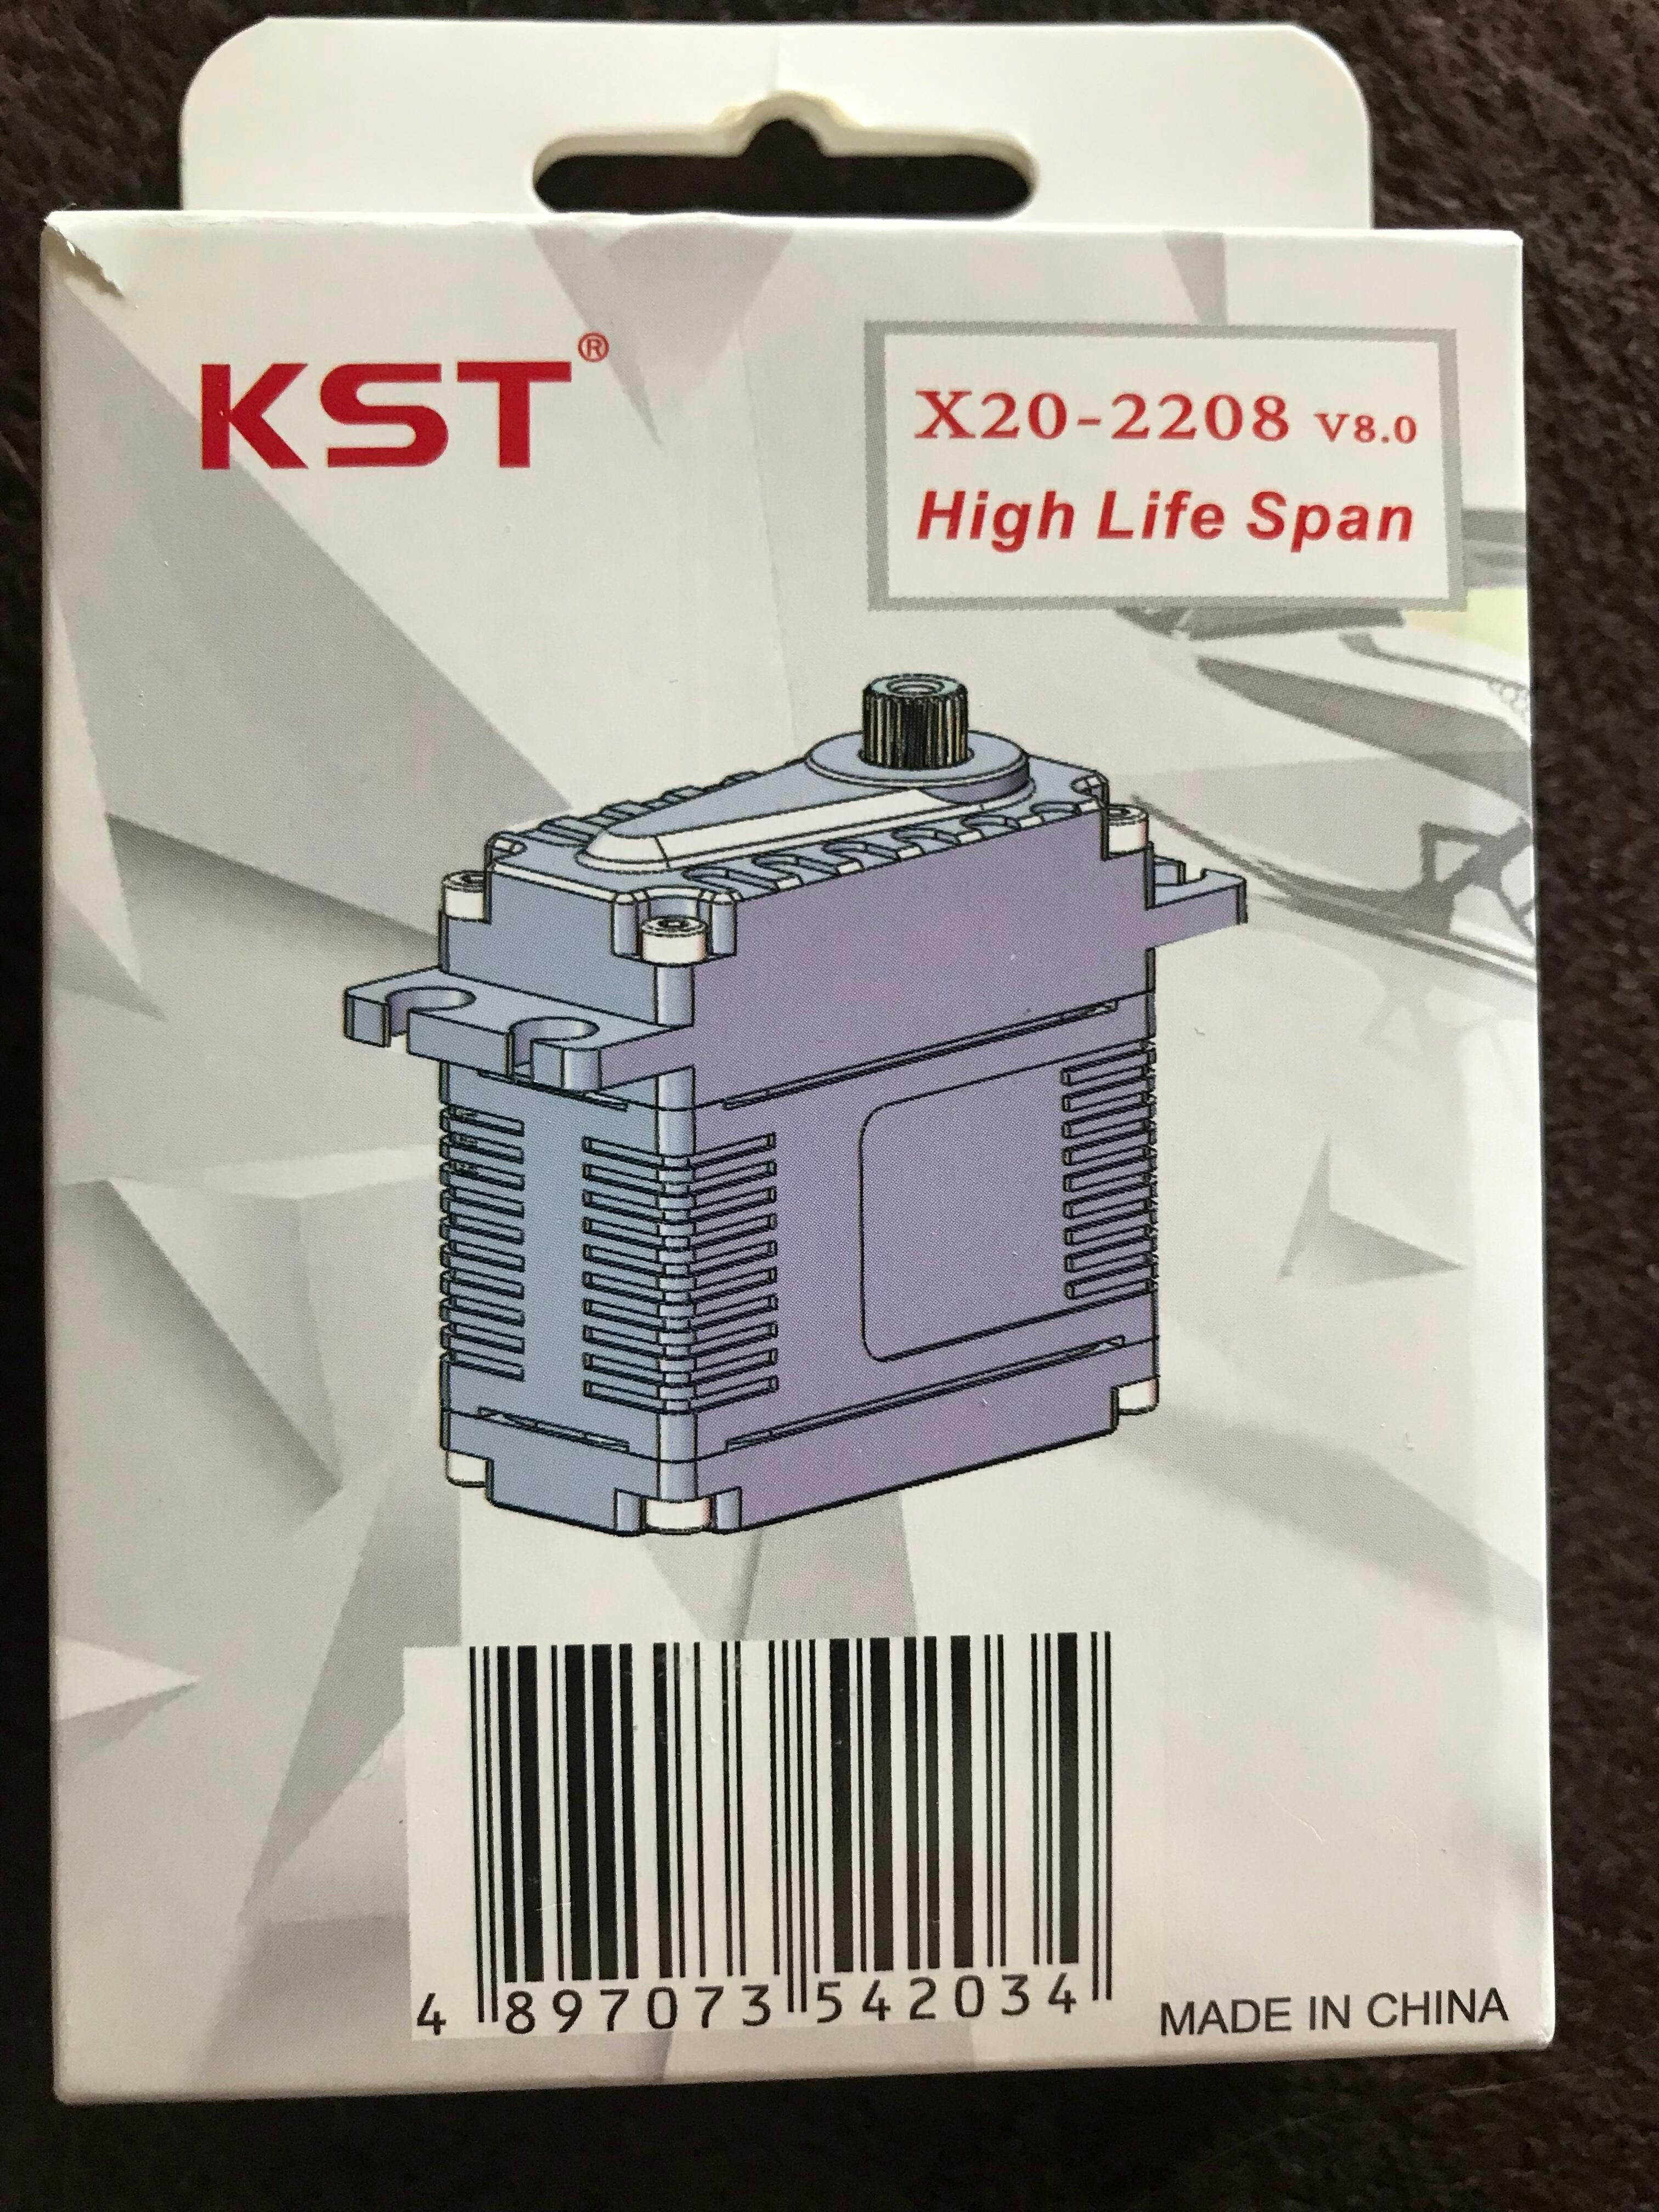 KST®
X20-2208 V8.0
High Life Span
4 897073 542034
MADE IN CHINA